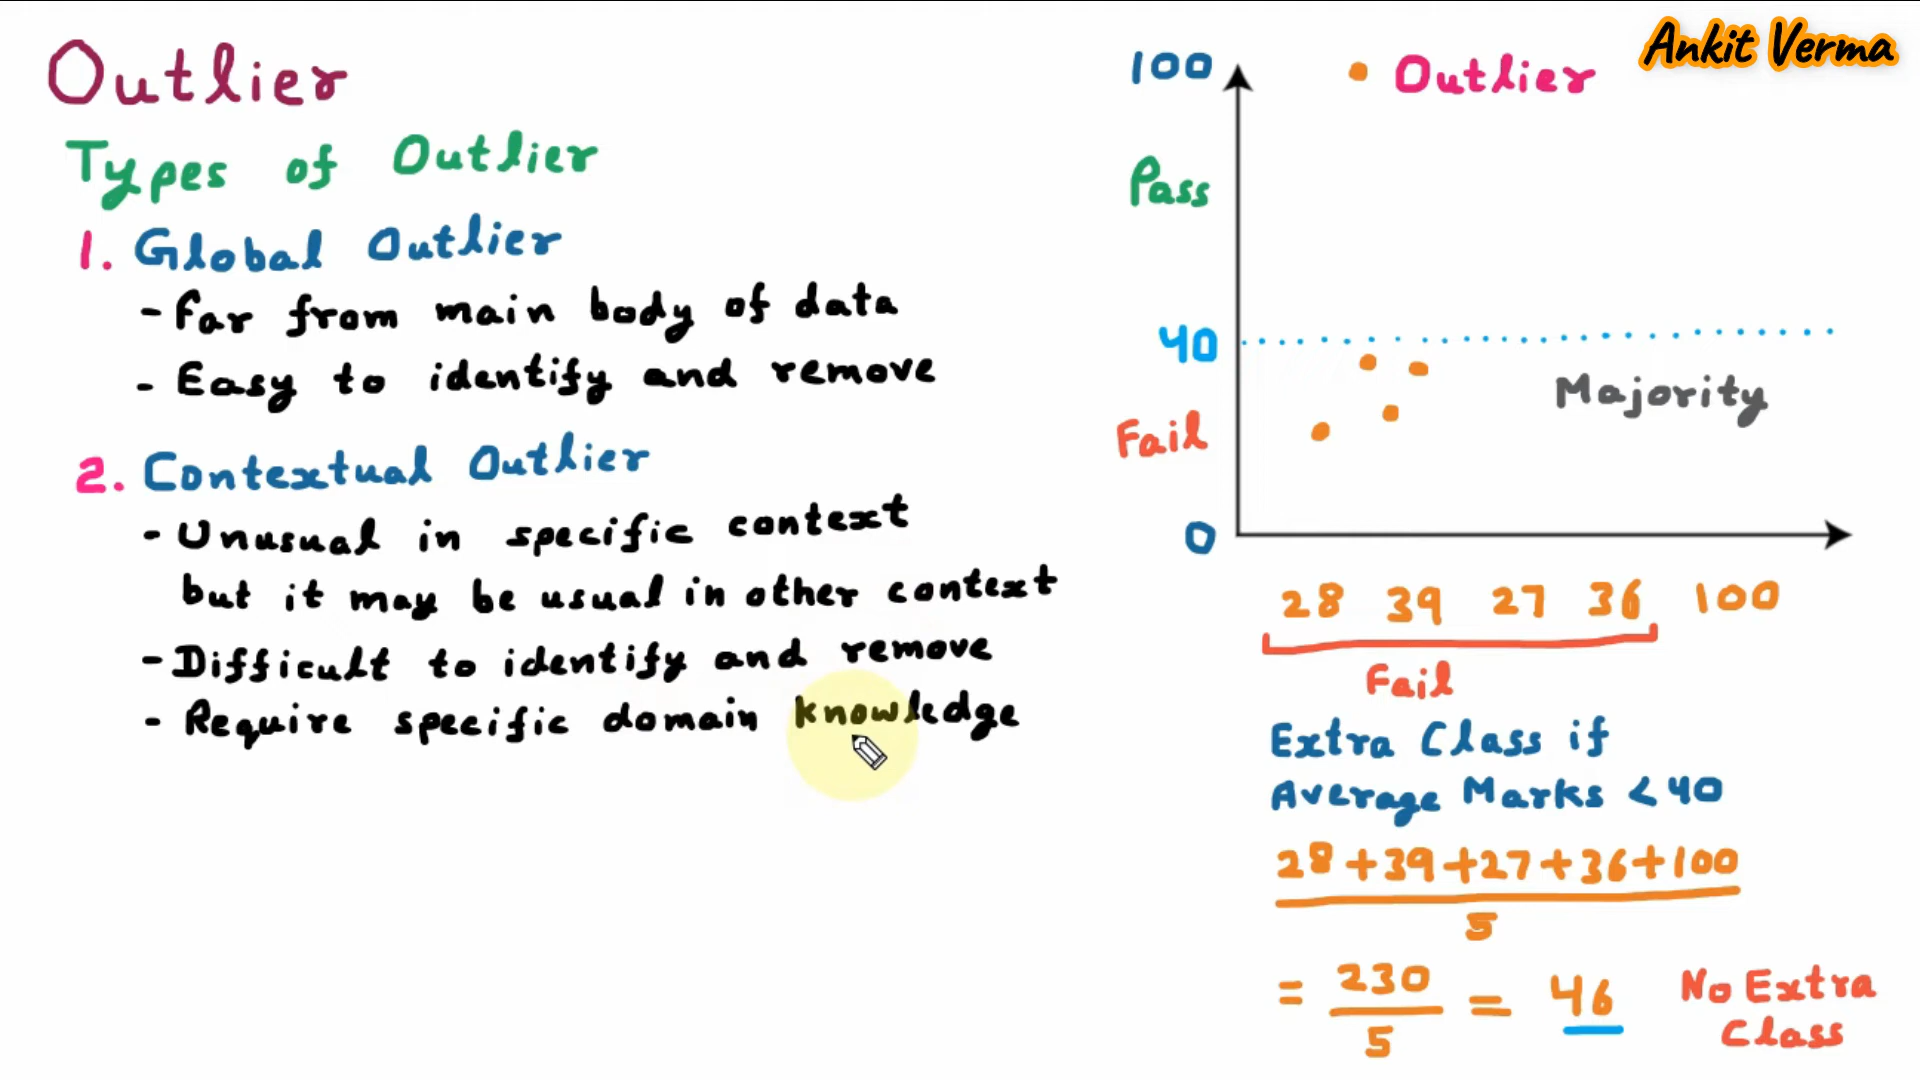 Outlier
Types of Outlier
1. Global Outlier
- Far from main body of data
- Easy to identify and remove
2. Contextual Outlier
- Unusual in specific context
but it may be usual in other context
- Difficult to identify and remove
- Require specific domain knowledge
Ankit Verma
100
Outlier
Pass
40
Majority
Fail
0
28 39 27 36 100
Fail
Extra Class if
Average Marks < 40
28 + 39 + 27 + 36 + 100
5
= 230 = 46
5
No Extra
Class